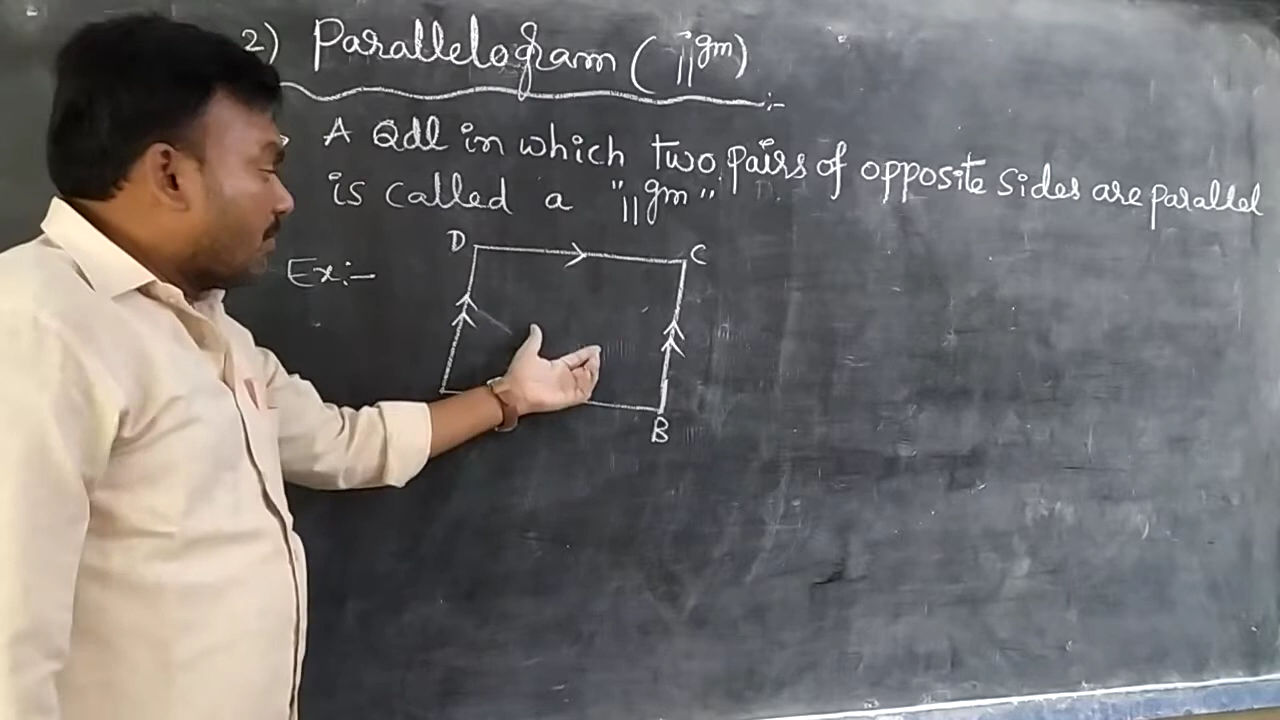 2) Parallelogram ( ||gm) :-
A Qdl in which two pairs of opposite sides are parallel
is called a "||gm"
Ex:-
D C
B